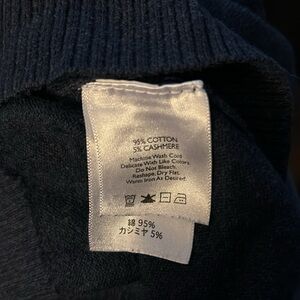 95% COTTON
5% CASHMERE
Machine Wash Cold
Delicate With Like Colors
Do Not Bleach.
Reshape, Dry Flat.
Warm Iron As Desired
綿 95%
カシミヤ 5%